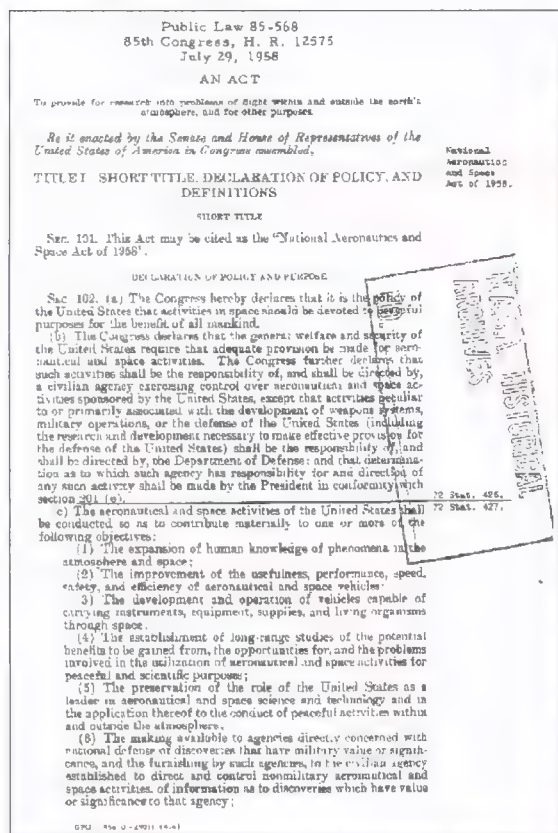 Public Law 85-568
85th Congress, H. R. 12575
July 29, 1958
AN ACT
To provide for research into problems of flight within and outside the earth's
atmosphere, and for other purposes.
Be it enacted by the Senate and House of Representatives of the
United States of America in Congress assembled,
National
Aeronautics
and Space
Act of 1958.
TITLE I SHORT TITLE, DECLARATION OF POLICY, AND
DEFINITIONS
SHORT TITLE
SEC. 101. This Act may be cited as the "National Aeronautics and
Space Act of 1958".
DECLARATION OF POLICY AND PURPOSE
SEC 102. (a) The Congress hereby declares that it is the policy of
the United States that activities in space should be devoted to peaceful
purposes for the benefit of all mankind.
(b) The Congress declares that the general welfare and security of
the United States require that adequate provision be made for aero-
nautical and space activities. The Congress further declares that
such activities shall be the responsibility of, and shall be directed by,
a civilian agency exercising control over aeronautical and space ac-
tivities sponsored by the United States, except that activities peculiar
to or primarily associated with the development of weapons systems,
military operations, or the defense of the United States (including
the research and development necessary to make effective provision for
the defense of the United States) shall be the responsibility of, and
shall be directed by, the Department of Defense; and that determina-
tion as to which such agency has responsibility for and direction of
any such activity shall be made by the President in conformity with
section 201 (e).
72 Stat. 426.
72 Stat. 427.
c) The aeronautical and space activities of the United States shall
be conducted so as to contribute materially to one or more of the
following objectives:
(1) The expansion of human knowledge of phenomena in the
atmosphere and space;
(2) The improvement of the usefulness, performance, speed,
safety, and efficiency of aeronautical and space vehicles
3) The development and operation of vehicles capable of
carrying instruments, equipment, supplies, and living organisms
through space.
(4) The establishment of long-range studies of the potential
benefits to be gained from, the opportunities for, and the problems
involved in the utilization of aeronautical and space activities for
peaceful and scientific purposes;
(5) The preservation of the role of the United States as a
leader in aeronautical and space science and technology and in
the application thereof to the conduct of peaceful activities within
and outside the atmosphere.
(6) The making available to agencies directly concerned with
national defense of discoveries that have military value or signifi-
cance, and the furnishing by such agencies, to the civilian agency
established to direct and control nonmilitary aeronautical and
space activities, of information as to discoveries which have value
or significance to that agency;